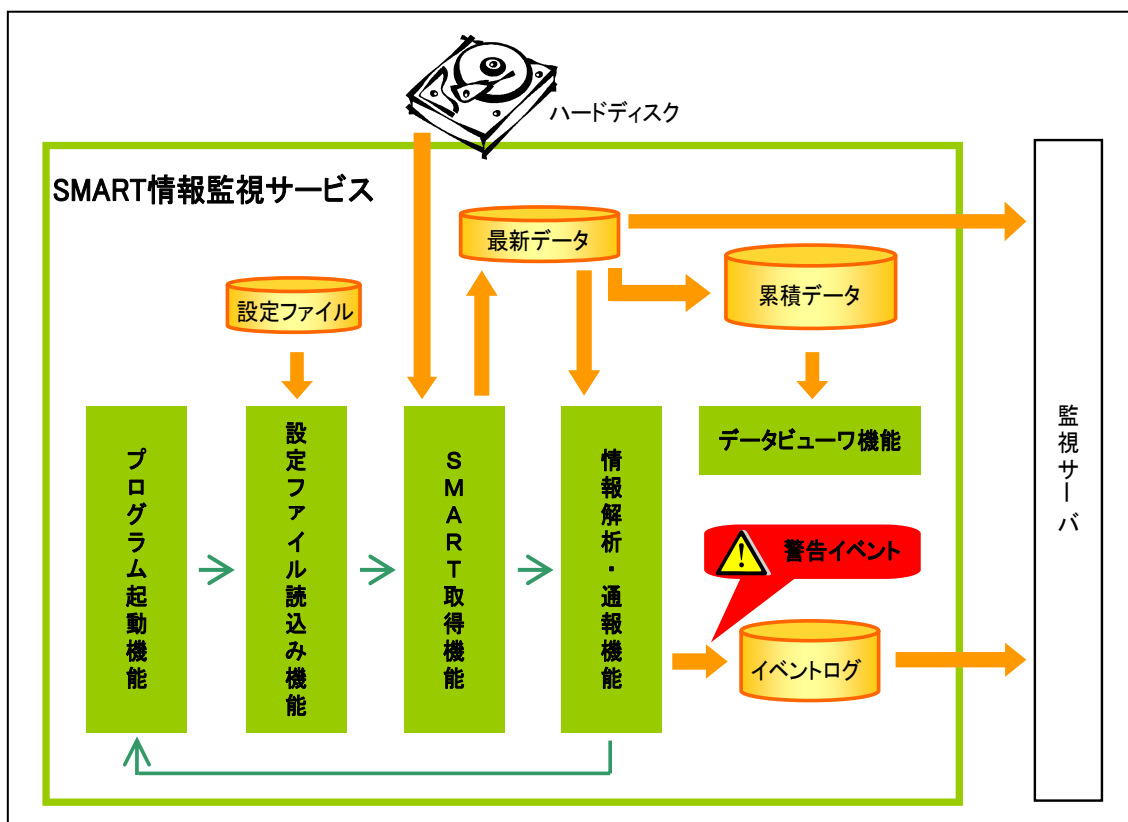 ハードディスク
SMART情報監視サービス
最新データ
累積データ
設定ファイル
プログラム起動機能
設定ファイル読込み機能
SMART取得機能
情報解析・通報機能
データビューワ機能
警告イベント
イベントログ
監視サーバ